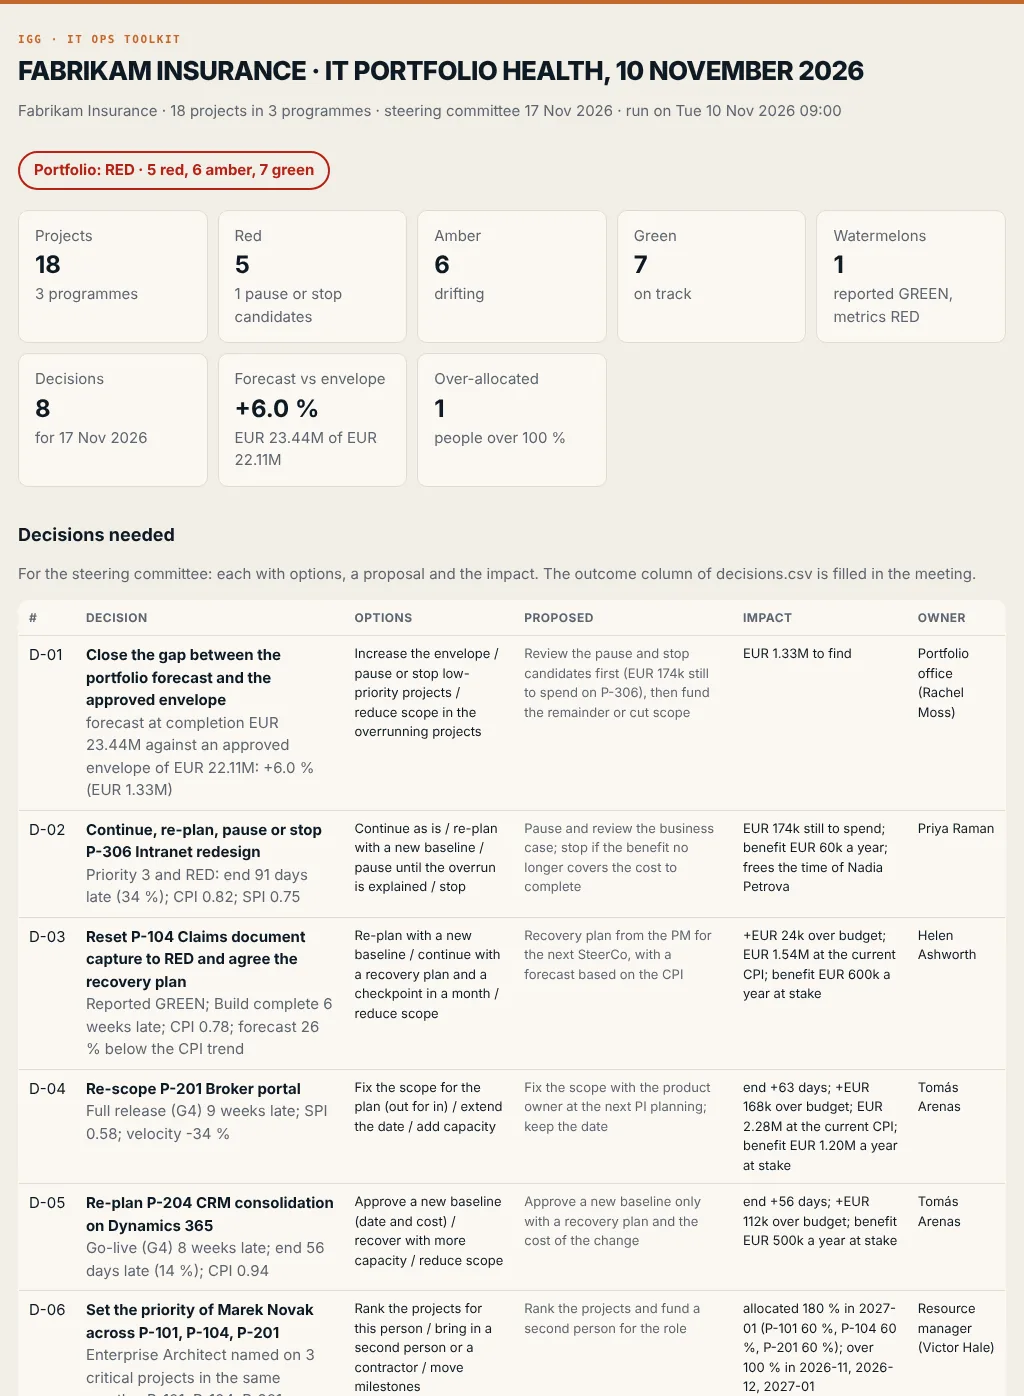 IGG · IT OPS TOOLKIT
FABRIKAM INSURANCE · IT PORTFOLIO HEALTH, 10 NOVEMBER 2026
Fabrikam Insurance · 18 projects in 3 programmes · steering committee 17 Nov 2026 · run on Tue 10 Nov 2026 09:00
Portfolio: RED · 5 red, 6 amber, 7 green
Projects
18
3 programmes
Red
5
1 pause or stop
candidates
Amber
6
drifting
Green
7
on track
Watermelons
1
reported GREEN,
metrics RED
Decisions
8
for 17 Nov 2026
Forecast vs envelope
+6.0 %
EUR 23.44M of EUR
22.11M
Over-allocated
1
people over 100 %
Decisions needed
For the steering committee: each with options, a proposal and the impact. The outcome column of decisions.csv is filled in the meeting.
# DECISION OPTIONS PROPOSED IMPACT OWNER
D-01
Close the gap between the
portfolio forecast and the
approved envelope
forecast at completion EUR
23.44M against an approved
envelope of EUR 22.11M: +6.0 %
(EUR 1.33M)
Increase the envelope /
pause or stop low-
priority projects /
reduce scope in the
overrunning projects
Review the pause and stop
candidates first (EUR 174k still
to spend on P-306), then fund
the remainder or cut scope
EUR 1.33M to find
Portfolio
office
(Rachel
Moss)
D-02
Continue, re-plan, pause or stop
P-306 Intranet redesign
Priority 3 and RED: end 91 days
late (34 %); CPI 0.82; SPI 0.75
Continue as is / re-plan
with a new baseline /
pause until the overrun
is explained / stop
Pause and review the business
case; stop if the benefit no
longer covers the cost to
complete
EUR 174k still to spend;
benefit EUR 60k a year;
frees the time of Nadia
Petrova
Priya Raman
D-03
Reset P-104 Claims document
capture to RED and agree the
recovery plan
Reported GREEN; Build complete 6
weeks late; CPI 0.78; forecast 26
% below the CPI trend
Re-plan with a new
baseline / continue with
a recovery plan and a
checkpoint in a month /
reduce scope
Recovery plan from the PM for
the next SteerCo, with a
forecast based on the CPI
+EUR 24k over budget;
EUR 1.54M at the current
CPI; benefit EUR 600k a
year at stake
Helen
Ashworth
D-04
Re-scope P-201 Broker portal
Full release (G4) 9 weeks late; SPI
0.58; velocity -34 %
Fix the scope for the
plan (out for in) / extend
the date / add capacity
Fix the scope with the product
owner at the next PI planning;
keep the date
end +63 days; +EUR
168k over budget; EUR
2.28M at the current CPI;
benefit EUR 1.20M a year
at stake
Tomás
Arenas
D-05
Re-plan P-204 CRM consolidation
on Dynamics 365
Go-live (G4) 8 weeks late; end 56
days late (14 %); CPI 0.94
Approve a new baseline
(date and cost) /
recover with more
capacity / reduce scope
Approve a new baseline only
with a recovery plan and the
cost of the change
end +56 days; +EUR
112k over budget; benefit
EUR 500k a year at stake
Tomás
Arenas
D-06
Set the priority of Marek Novak
across P-101, P-104, P-201
Enterprise Architect named on 3
critical projects in the same
Rank the projects for
this person / bring in a
second person or a
contractor / move
milestones
Rank the projects and fund a
second person for the role
allocated 180 % in 2027-
01 (P-101 60 %, P-104 60
%, P-201 60 %); over
100 % in 2026-11, 2026-
12, 2027-01
Resource
manager
(Victor Hale)